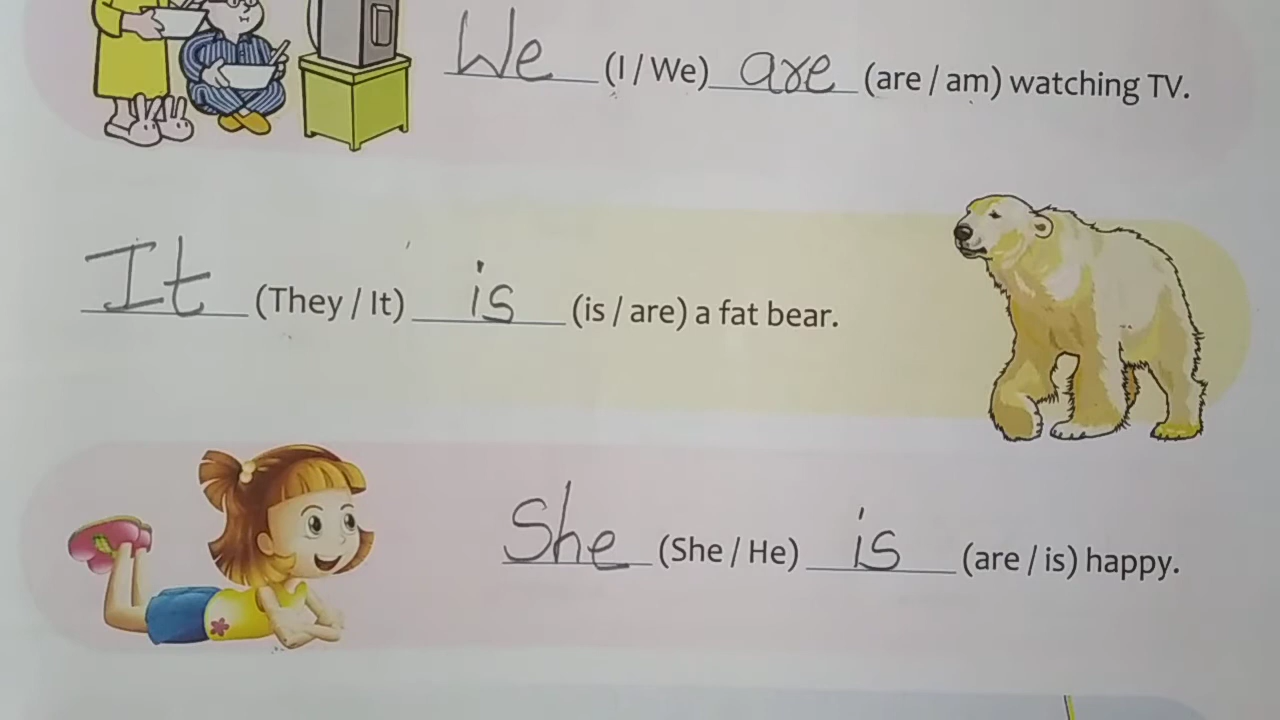 We (I / We) are (are / am) watching TV.
It (They / It) is (is / are) a fat bear.
She (She / He) is (are / is) happy.